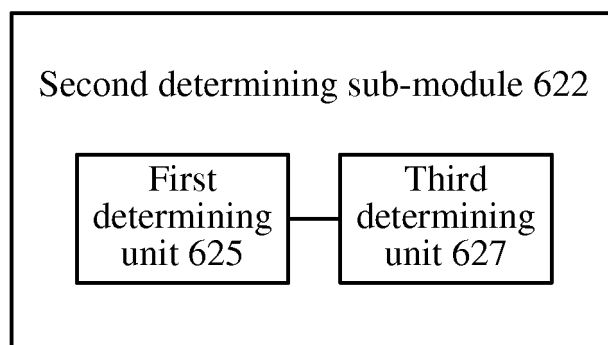 Second determining sub-module 622
First
determining
unit 625
Third
determining
unit 627